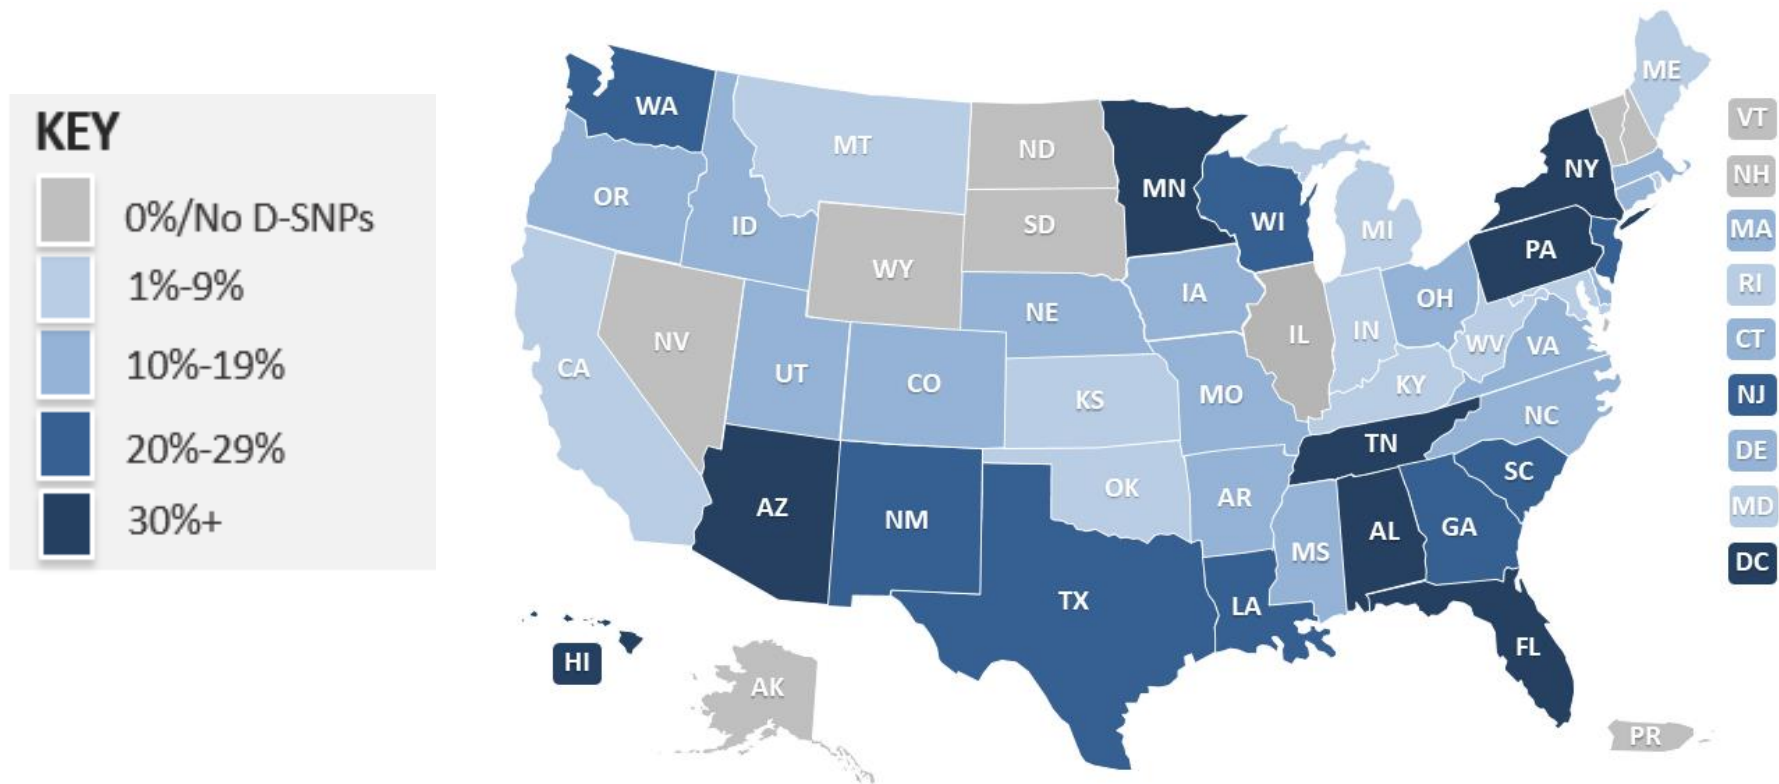 KEY
0%/No D-SNPs
1%-9%
10%-19%
20%-29%
30%+
WA
OR
ID
MT
ND
SD
WY
NV
CA
UT
CO
NE
KS
AZ
NM
OK
TX
MN
IA
MO
AR
LA
WI
IL
MI
IN
OH
KY
WV
VA
TN
NC
SC
MS
AL
GA
FL
PA
NY
ME
VT
NH
MA
RI
CT
NJ
DE
MD
DC
HI
AK
PR